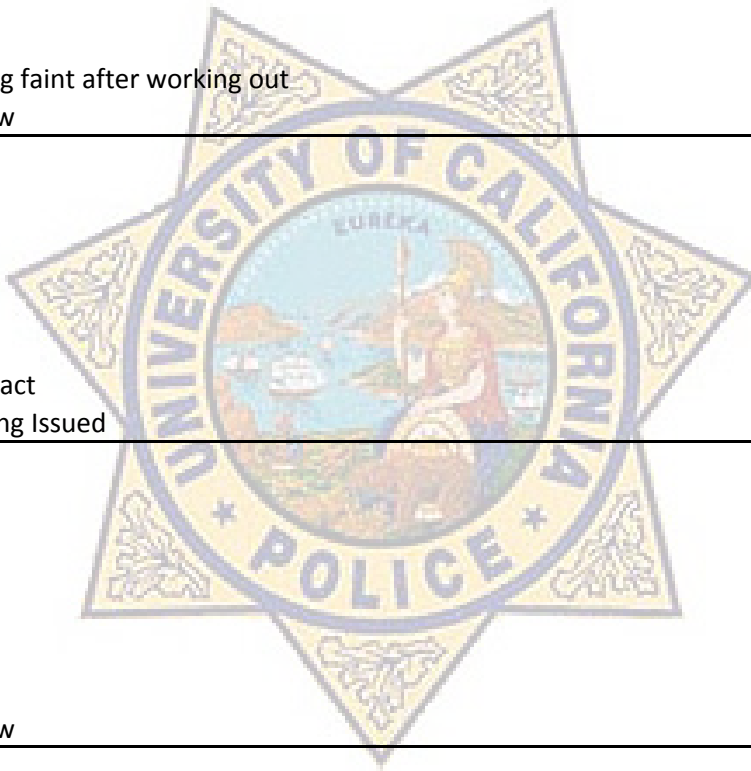 g faint after working out
w
UNIVERSITY OF CALIFORNIA
EUREKA
act
ng Issued
POLICE
w